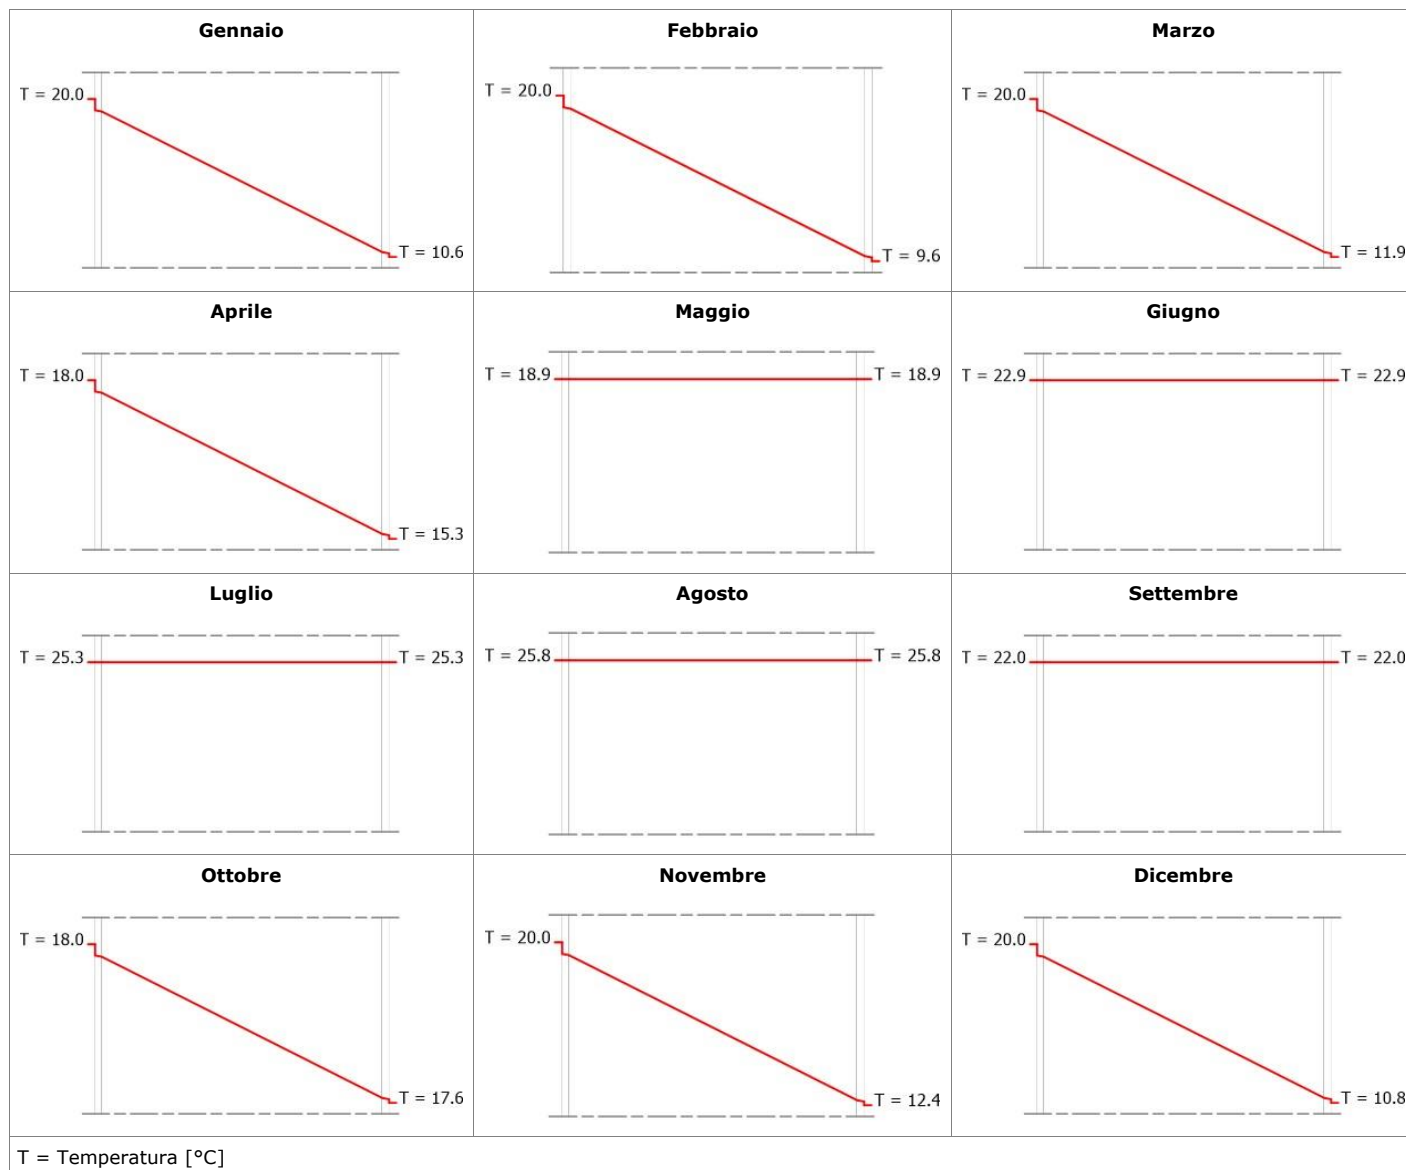 Gennaio
T = 20.0
T = 10.6
Febbraio
T = 20.0
T = 9.6
Marzo
T = 20.0
T = 11.9
Aprile
T = 18.0
T = 15.3
Maggio
T = 18.9
T = 18.9
Giugno
T = 22.9
T = 22.9
Luglio
T = 25.3
T = 25.3
Agosto
T = 25.8
T = 25.8
Settembre
T = 22.0
T = 22.0
Ottobre
T = 18.0
T = 17.6
Novembre
T = 20.0
T = 12.4
Dicembre
T = 20.0
T = 10.8
T = Temperatura [°C]